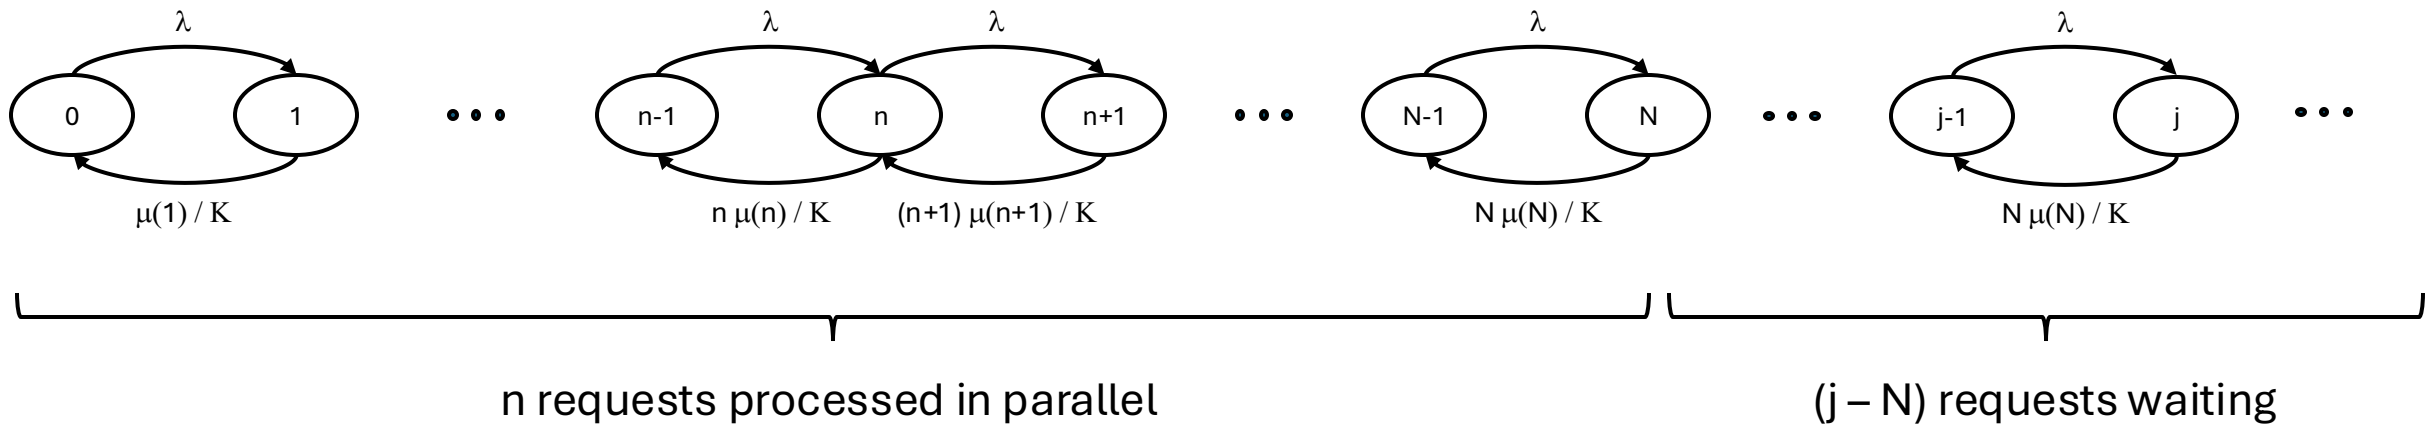 λ λ λ λ λ
0 1 n-1 n n+1 N-1 N j-1 j
μ(1) / K n μ(n) / K (n+1) μ(n+1) / K N μ(N) / K N μ(N) / K
n requests processed in parallel (j – N) requests waiting